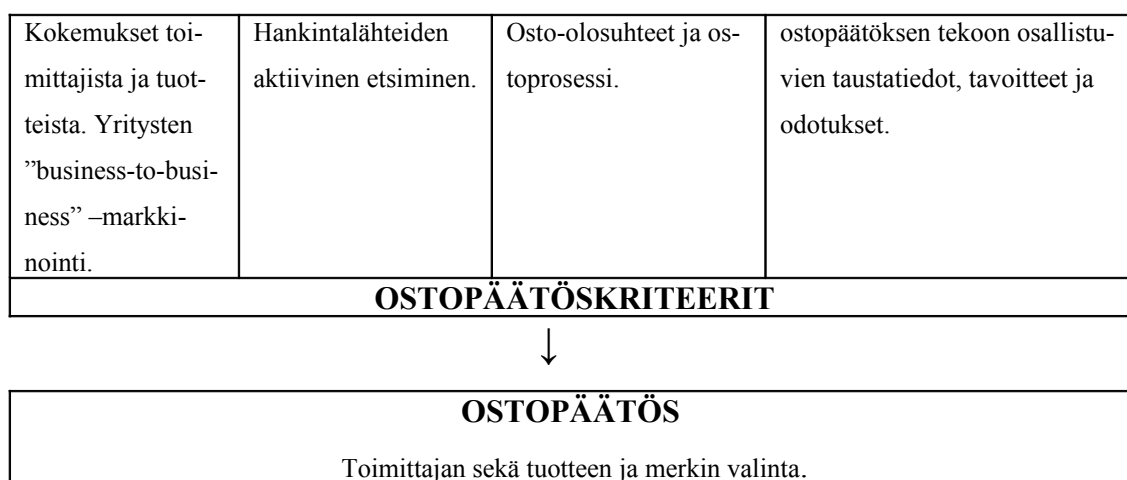 Kokemukset toi-
mittajista ja tuot-
teista. Yritysten
”business-to-busi-
ness” –markki-
nointi.
Hankintalähteiden
aktiivinen etsiminen.
Osto-olosuhteet ja os-
toprosessi.
ostopäätöksen tekoon osallistu-
vien taustatiedot, tavoitteet ja
odotukset.
OSTOPÄÄTÖSKRITEERIT
↓
OSTOPÄÄTÖS
Toimittajan sekä tuotteen ja merkin valinta.